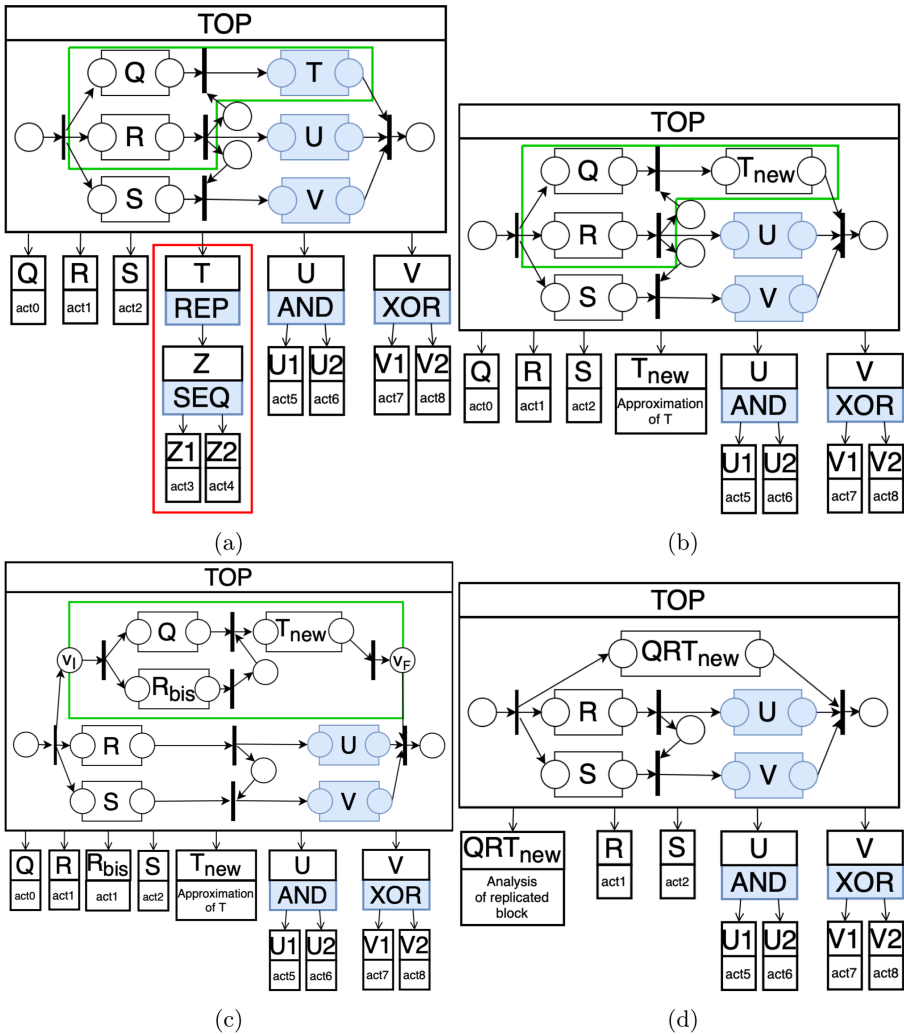 TOP
Q T
R U
S V
Q R S T U V
act0 act1 act2 REP AND XOR
Z U1 U2 V1 V2
SEQ act5 act6 act7 act8
Z1 Z2
act3 act4
(a)
TOP
Q Tnew
R U
S V
Q R S Tnew U V
act0 act1 act2 Approximation AND XOR
of T
U1 U2 V1 V2
act5 act6 act7 act8
(b)
TOP
Q Tnew
vI vF
Rbis
R U
S V
Q R Rbis S Tnew U V
act0 act1 act1 act2 Approximation AND XOR
of T
U1 U2 V1 V2
act5 act6 act7 act8
(c)
TOP
QRTnew
R U
S V
QRTnew R S U V
Analysis act1 act2 AND XOR
of replicated
block
U1 U2 V1 V2
act5 act6 act7 act8
(d)